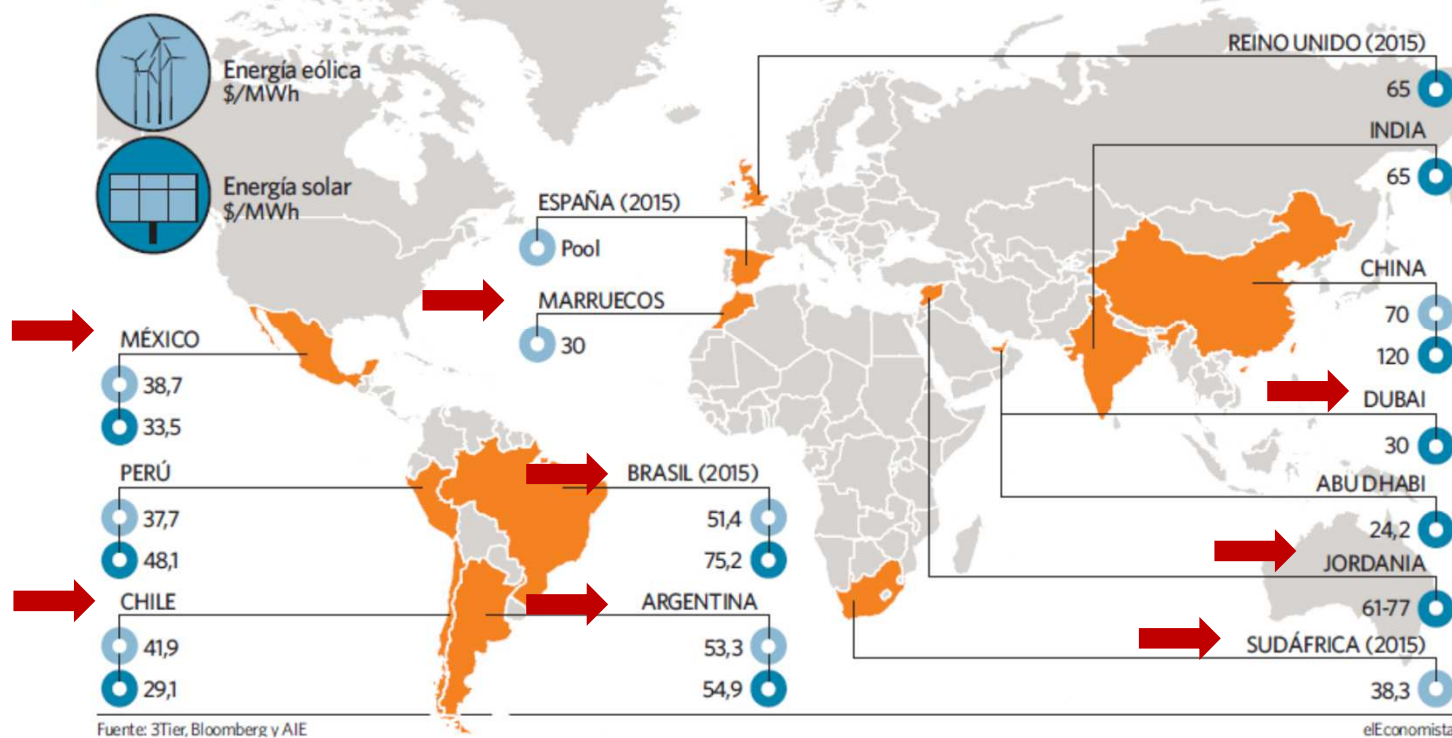 Energía eólica
$/MWh
Energía solar
$/MWh
MÉXICO
38,7
33,5
PERÚ
37,7
48,1
CHILE
41,9
29,1
ESPAÑA (2015)
Pool
MARRUECOS
30
BRASIL (2015)
51,4
75,2
ARGENTINA
53,3
54,9
REINO UNIDO (2015)
65
INDIA
65
CHINA
70
120
DUBAI
30
ABU DHABI
24,2
JORDANIA
61-77
SUDÁFRICA (2015)
38,3
Fuente: 3Tier, Bloomberg y AIE
elEconomista